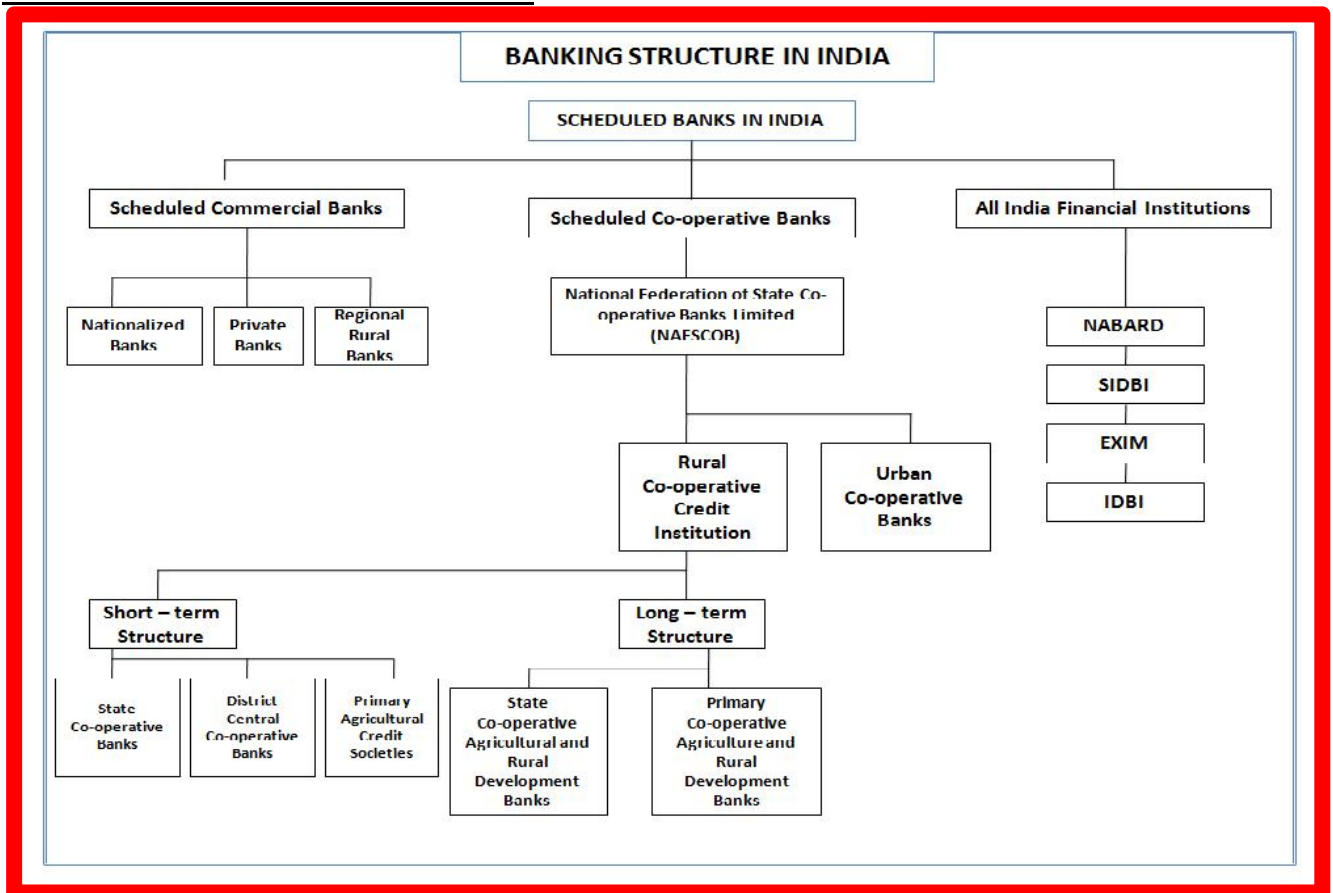 BANKING STRUCTURE IN INDIA
SCHEDULED BANKS IN INDIA
Scheduled Commercial Banks
Scheduled Co-operative Banks
All India Financial Institutions
Nationalized
Banks
Private
Banks
Regional
Rural
Banks
National Federation of State Co-
operative Banks Limited
(NAFSCOB)
NABARD
SIDBI
EXIM
IDBI
Rural
Co-operative
Credit
Institution
Urban
Co-operative
Banks
Short – term
Structure
Long – term
Structure
State
Co-operative
Banks
District
Central
Co-operative
Banks
Primary
Agricultural
Credit
Societies
State
Co-operative
Agricultural and
Rural
Development
Banks
Primary
Co-operative
Agriculture and
Rural
Development
Banks